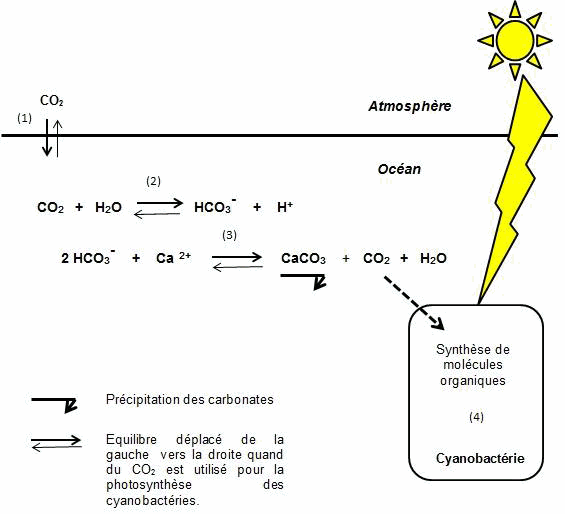 CO2
(1)
Atmosphère
Océan
(2)
CO2 + H2O HCO3- + H+
(3)
2 HCO3- + Ca 2+ CaCO3 + CO2 + H2O
Synthèse de
molécules
organiques
(4)
Cyanobactérie
Précipitation des carbonates
Equilibre déplacé de la
gauche vers la droite quand
du CO2 est utilisé pour la
photosynthèse des
cyanobactéries.